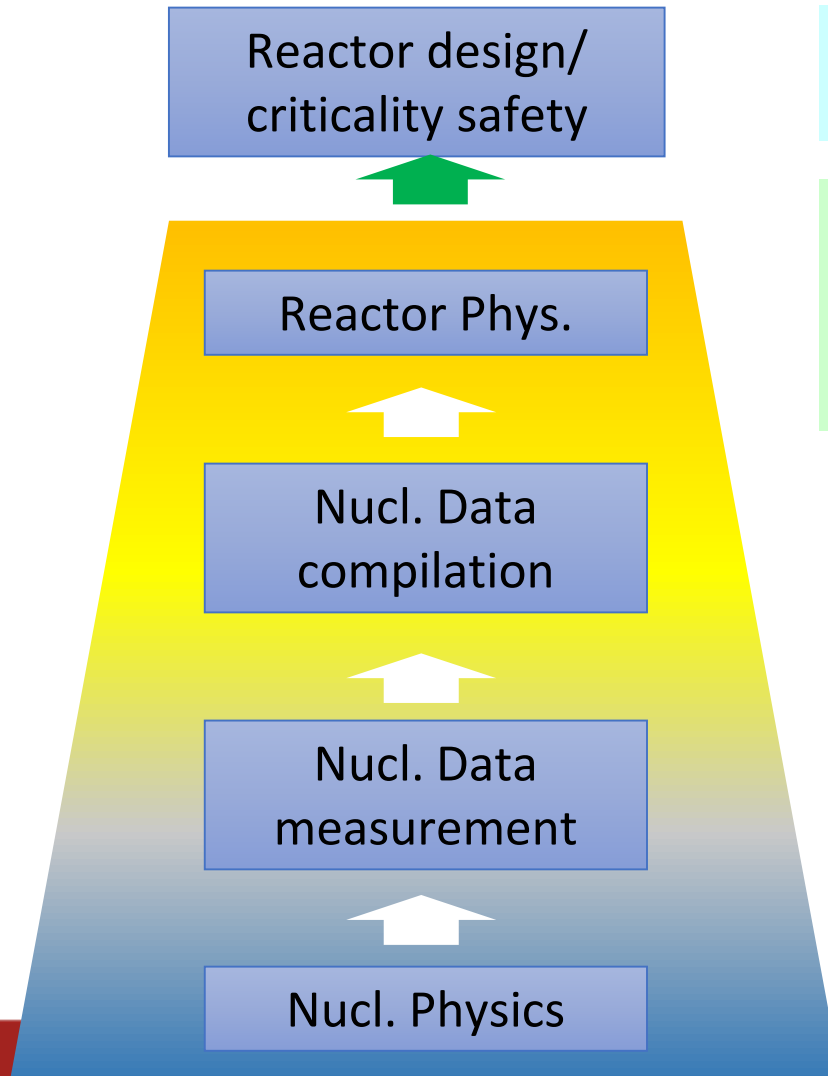 Reactor design/
criticality safety
Reactor Phys.
Nucl. Data
compilation
Nucl. Data
measurement
Nucl. Physics